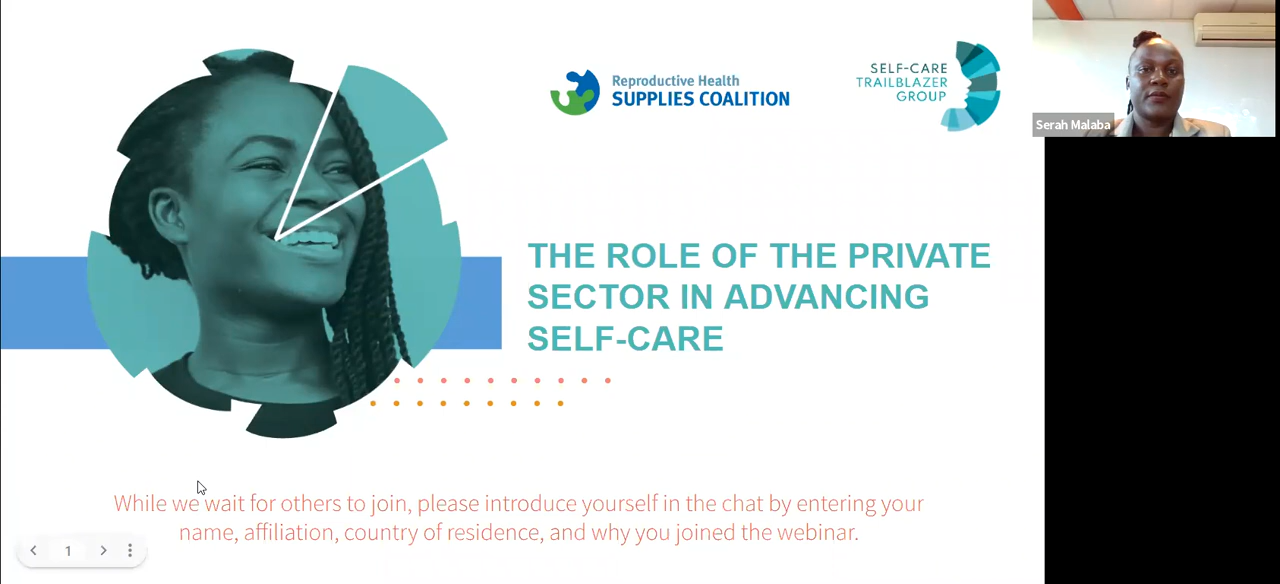 Reproductive Health
SUPPLIES COALITION
SELF-CARE
TRAILBLAZER
GROUP
Serah Malaba
THE ROLE OF THE PRIVATE
SECTOR IN ADVANCING
SELF-CARE
While we wait for others to join, please introduce yourself in the chat by entering your
name, affiliation, country of residence, and why you joined the webinar.
1